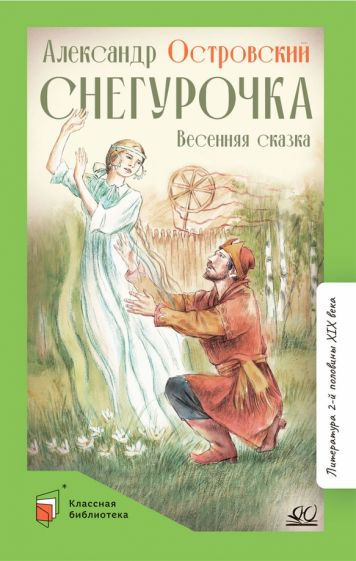 Александр Островский
СНЕГУРОЧКА
Весенняя сказка
Литература 2-й половины XIX века
* Классная
библиотека